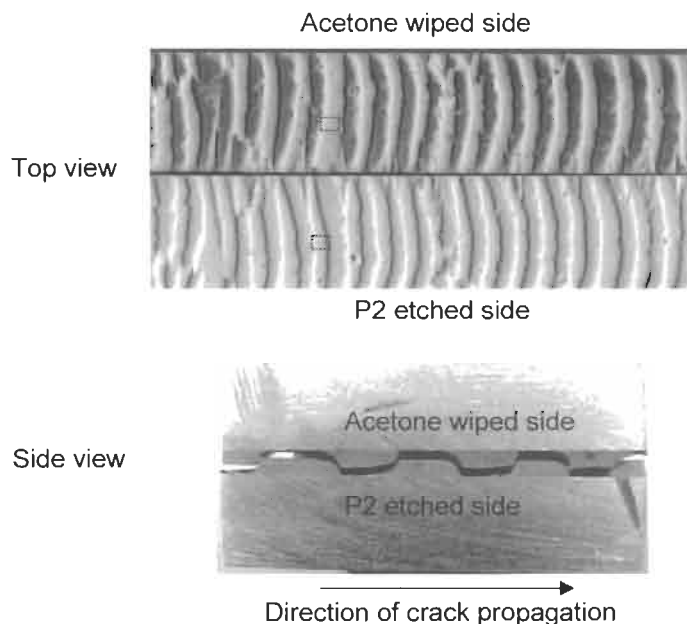 Acetone wiped side
Top view
P2 etched side
Acetone wiped side
Side view
P2 etched side
Direction of crack propagation